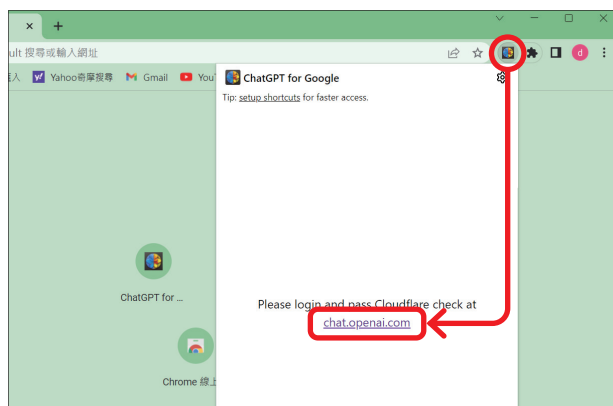 ult 搜尋或輸入網址
Yahoo奇摩搜尋 Gmail
ChatGPT for Google
Tip: setup shortcuts for faster access.
ChatGPT for ...
Please login and pass Cloudflare check at
chat.openai.com
Chrome 線上
d